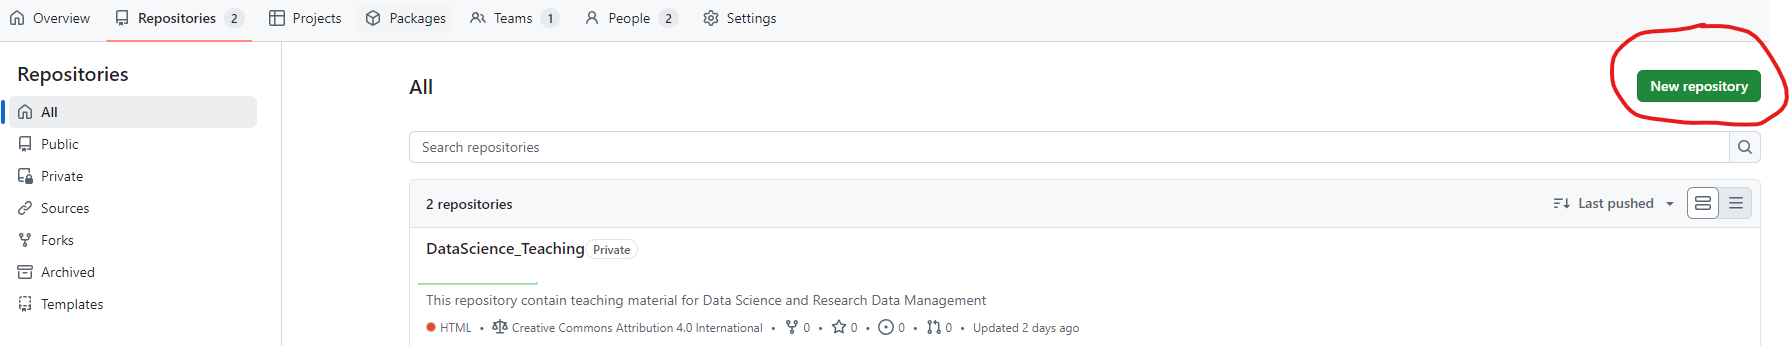 Overview Repositories 2 Projects Packages Teams 1 People 2 Settings
Repositories
All
Public
Private
Sources
Forks
Archived
Templates
All
New repository
Search repositories
2 repositories
Last pushed
DataScience_Teaching Private
This repository contain teaching material for Data Science and Research Data Management
HTML • Creative Commons Attribution 4.0 International • 0 • 0 • 0 • 0 • Updated 2 days ago